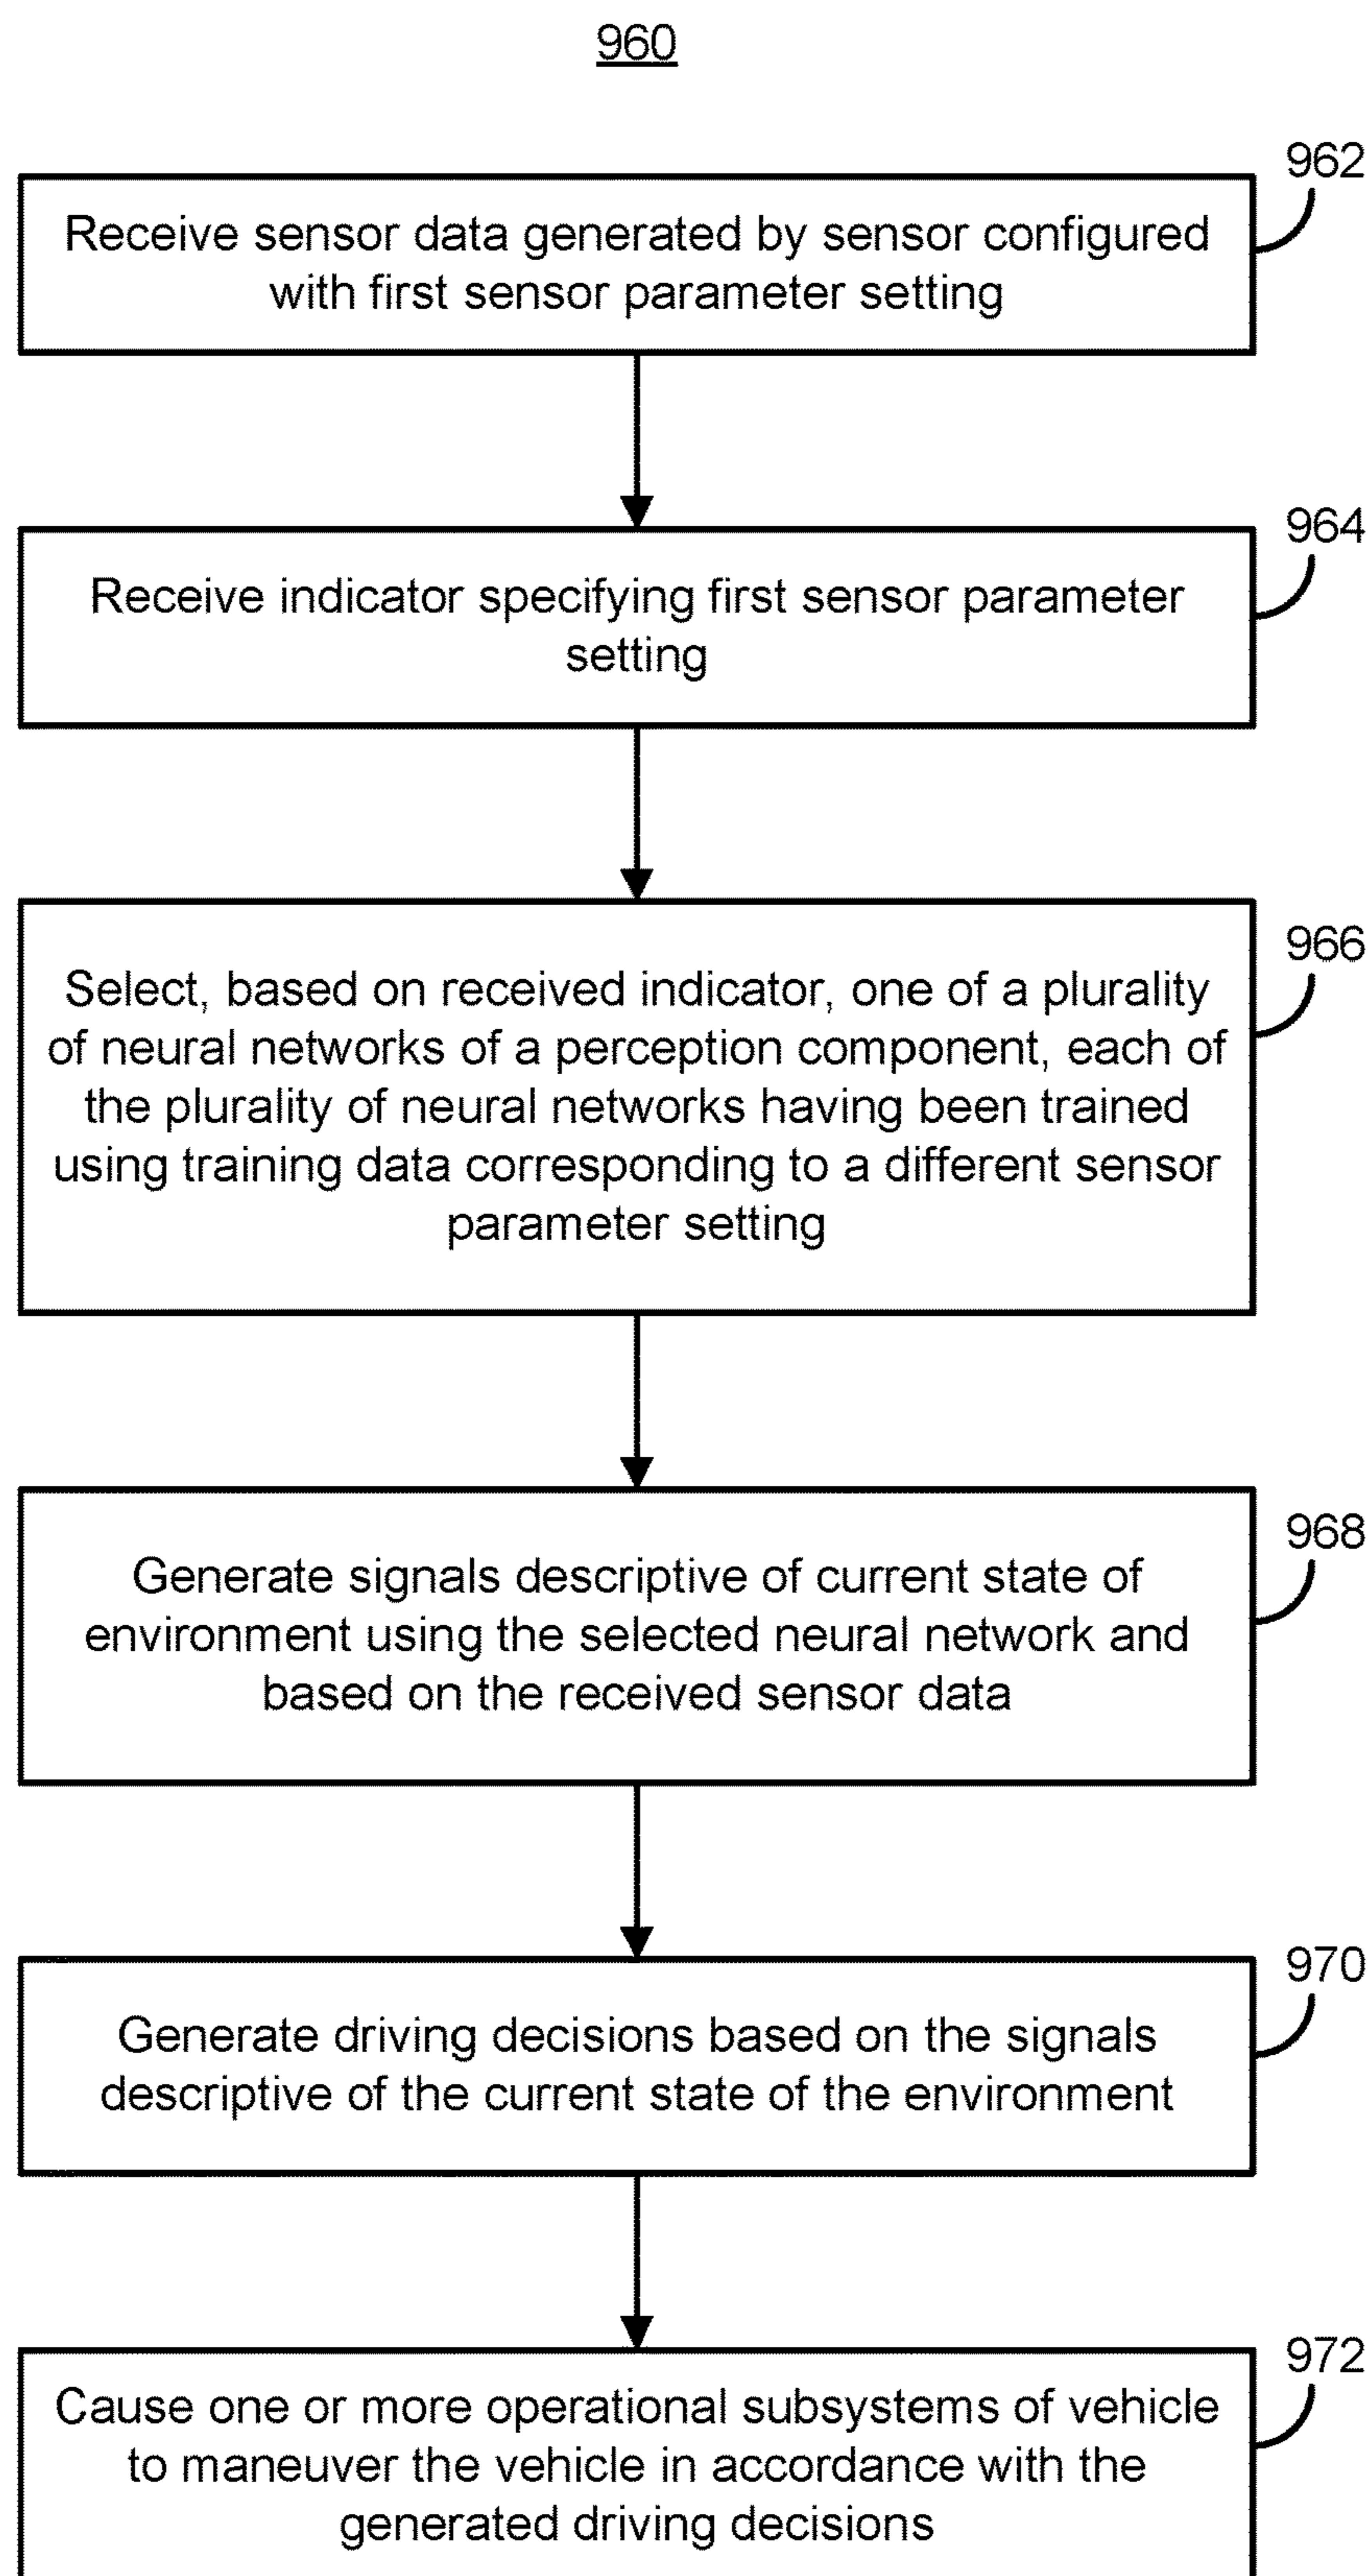 960
962
Receive sensor data generated by sensor configured
with first sensor parameter setting
964
Receive indicator specifying first sensor parameter
setting
966
Select, based on received indicator, one of a plurality
of neural networks of a perception component, each of
the plurality of neural networks having been trained
using training data corresponding to a different sensor
parameter setting
968
Generate signals descriptive of current state of
environment using the selected neural network and
based on the received sensor data
970
Generate driving decisions based on the signals
descriptive of the current state of the environment
972
Cause one or more operational subsystems of vehicle
to maneuver the vehicle in accordance with the
generated driving decisions